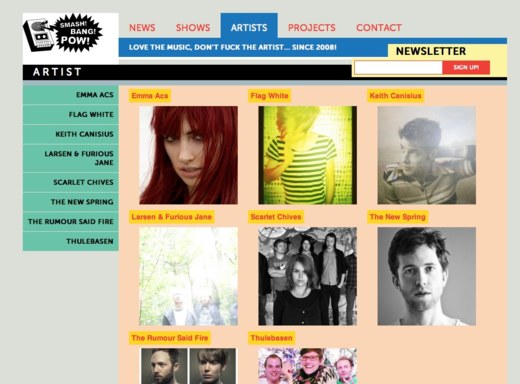 SMASH!
BANG!
POW!
NEWS SHOWS ARTISTS PROJECTS CONTACT
LOVE THE MUSIC, DON'T FUCK THE ARTIST... SINCE 2008!
NEWSLETTER
SIGN UP!
ARTIST
EMMA ACS
FLAG WHITE
KEITH CANISIUS
LARSEN & FURIOUS
JANE
SCARLET CHIVES
THE NEW SPRING
THE RUMOUR SAID FIRE
THULEBASEN
Emma Acs
Flag White
Keith Canisius
Larsen & Furious Jane
Scarlet Chives
The New Spring
The Rumour Said Fire
Thulebasen